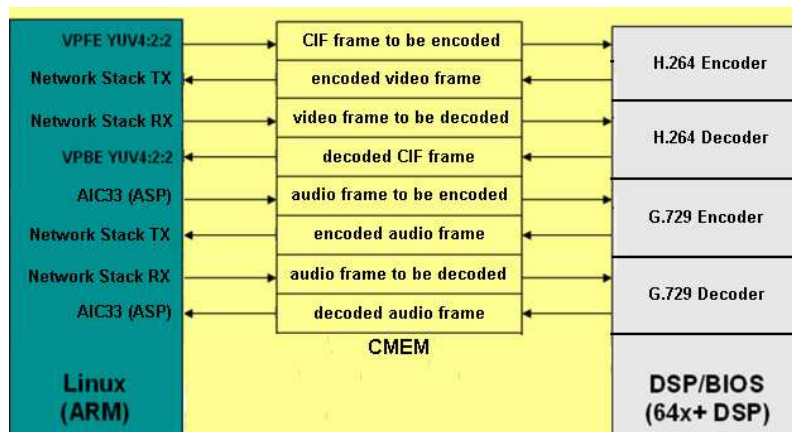 VPFE YUV4:2:2 CIF frame to be encoded
H.264 Encoder
Network Stack TX encoded video frame
Network Stack RX video frame to be decoded
H.264 Decoder
VPBE YUV4:2:2 decoded CIF frame
AIC33 (ASP) audio frame to be encoded
G.729 Encoder
Network Stack TX encoded audio frame
Network Stack RX audio frame to be decoded
G.729 Decoder
AIC33 (ASP) decoded audio frame
CMEM
Linux
(ARM)
DSP/BIOS
(64x+ DSP)